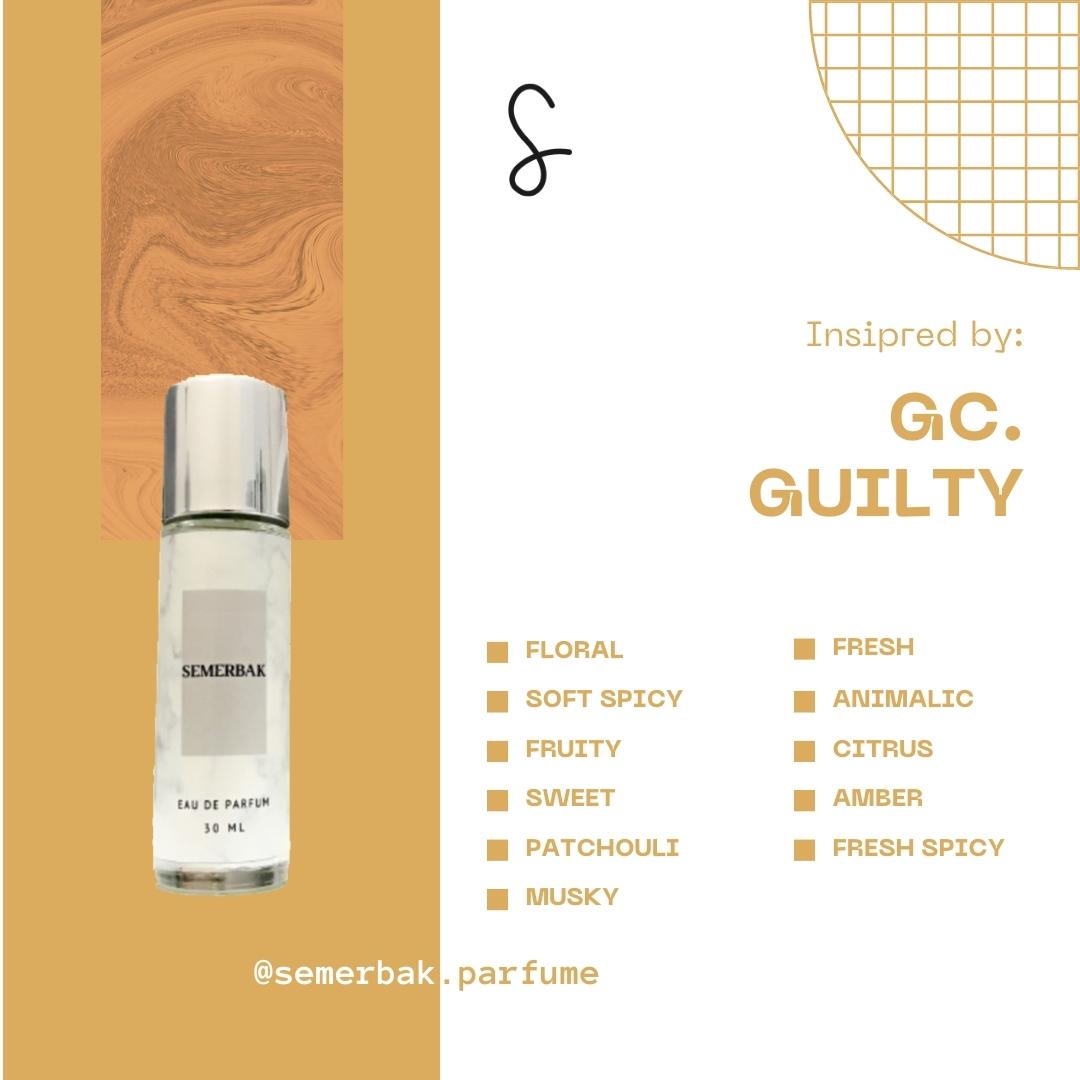 S
Insipred by:
GC.
GUILTY
FLORAL
SOFT SPICY
FRUITY
SWEET
PATCHOULI
MUSKY
FRESH
ANIMALIC
CITRUS
AMBER
FRESH SPICY
SEMERBAK
EAU DE PARFUM
30 ML
@semerbak.parfume